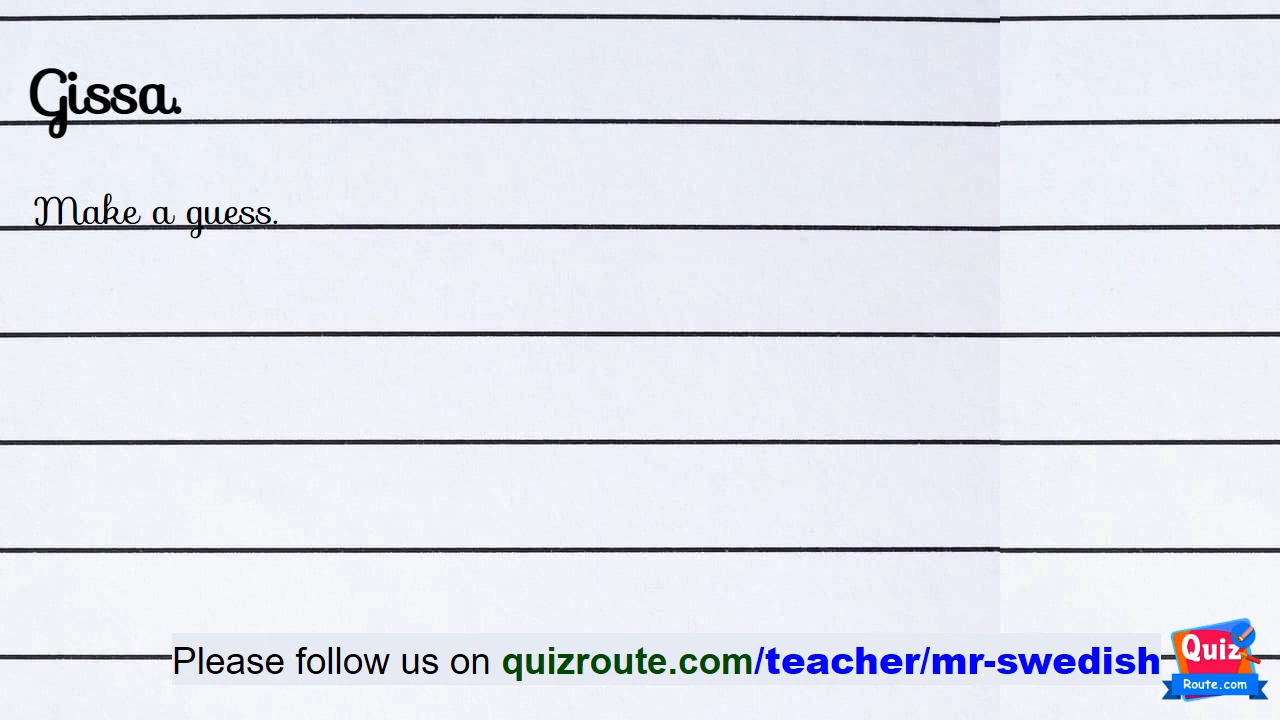 Gissa.
Make a guess.
Please follow us on quizroute.com/teacher/mr-swedish
Quiz
Route.com